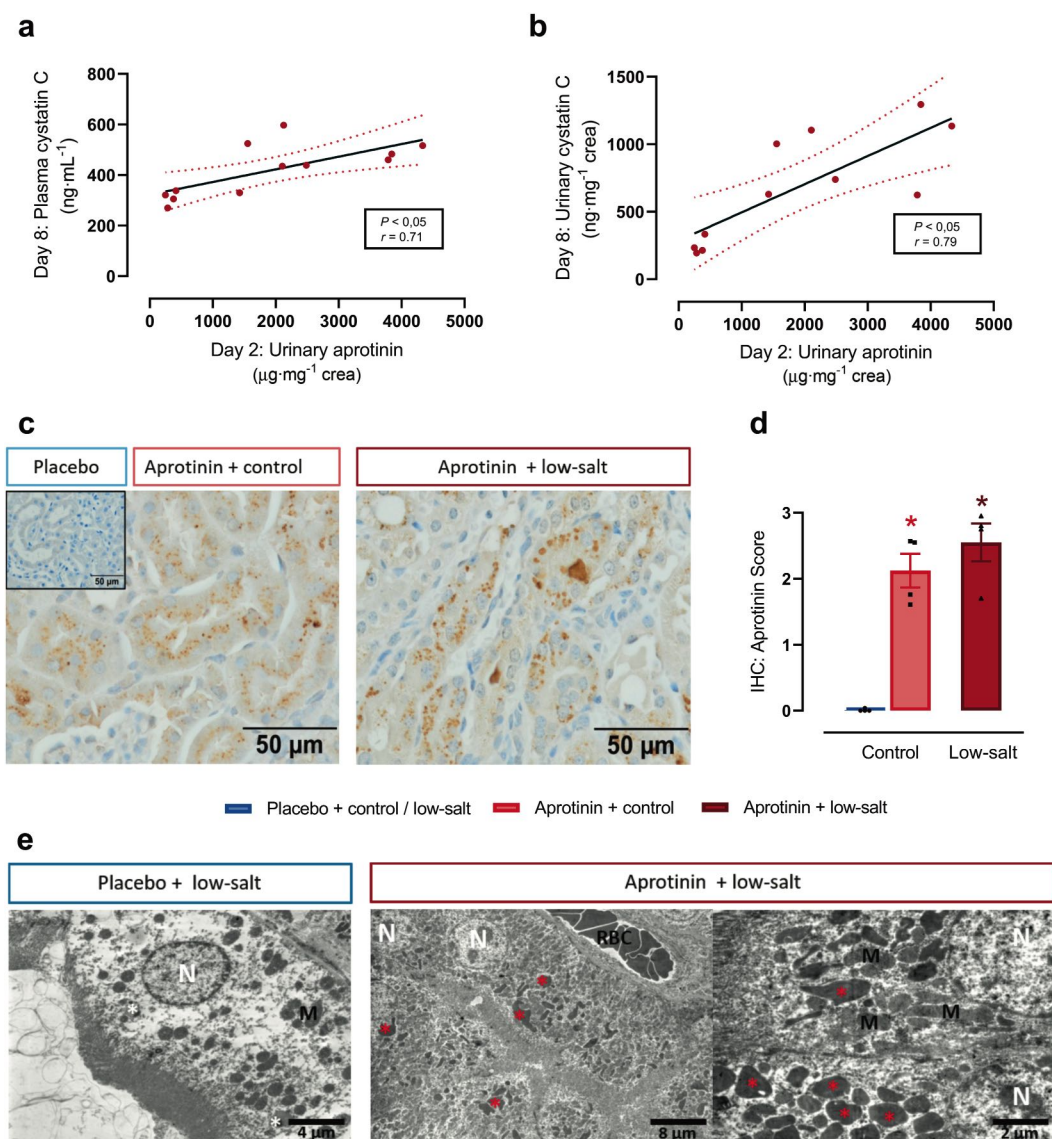 a
800
600
400
200
0
Day 8: Plasma cystatin C
(ng·mL⁻¹)
P < 0,05
r = 0.71
0 1000 2000 3000 4000 5000
Day 2: Urinary aprotinin
(μg·mg⁻¹ crea)
b
1500
1000
500
0
Day 8: Urinary cystatin C
(ng·mg⁻¹ crea)
P < 0,05
r = 0.79
0 1000 2000 3000 4000 5000
Day 2: Urinary aprotinin
(μg·mg⁻¹ crea)
c
Placebo
Aprotinin + control
Aprotinin + low-salt
50 μm
50 μm
50 μm
d
IHC: Aprotinin Score
3
2
1
0
*
*
Control
Low-salt
Placebo + control / low-salt
Aprotinin + control
Aprotinin + low-salt
e
Placebo + low-salt
Aprotinin + low-salt
N
*
M
*
4 μm
N
N
RBC
*
*
*
*
8 μm
M
N
*
M
M
*
*
*
*
N
2 μm